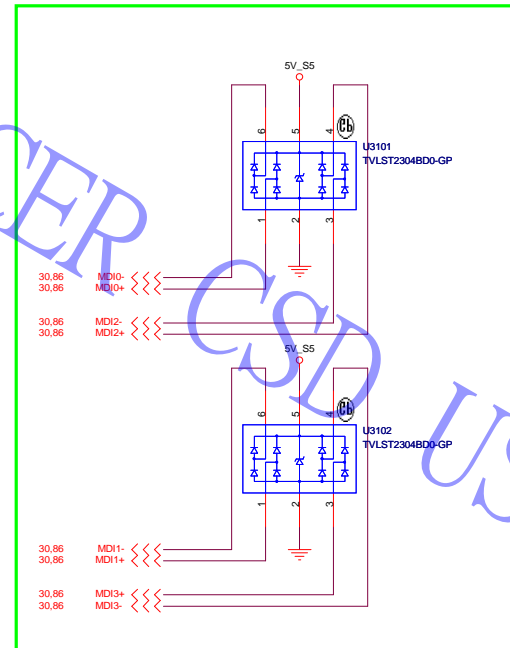 5V_S5
6 5 4
U3101
TVLST2304BD0-GP
1 2 3
30,86 MDI0-
30,86 MDI0+
30,86 MDI2-
30,86 MDI2+
5V_S5
6 5 4
U3102
TVLST2304BD0-GP
1 2 3
30,86 MDI1-
30,86 MDI1+
30,86 MDI3+
30,86 MDI3-
CER CSD US